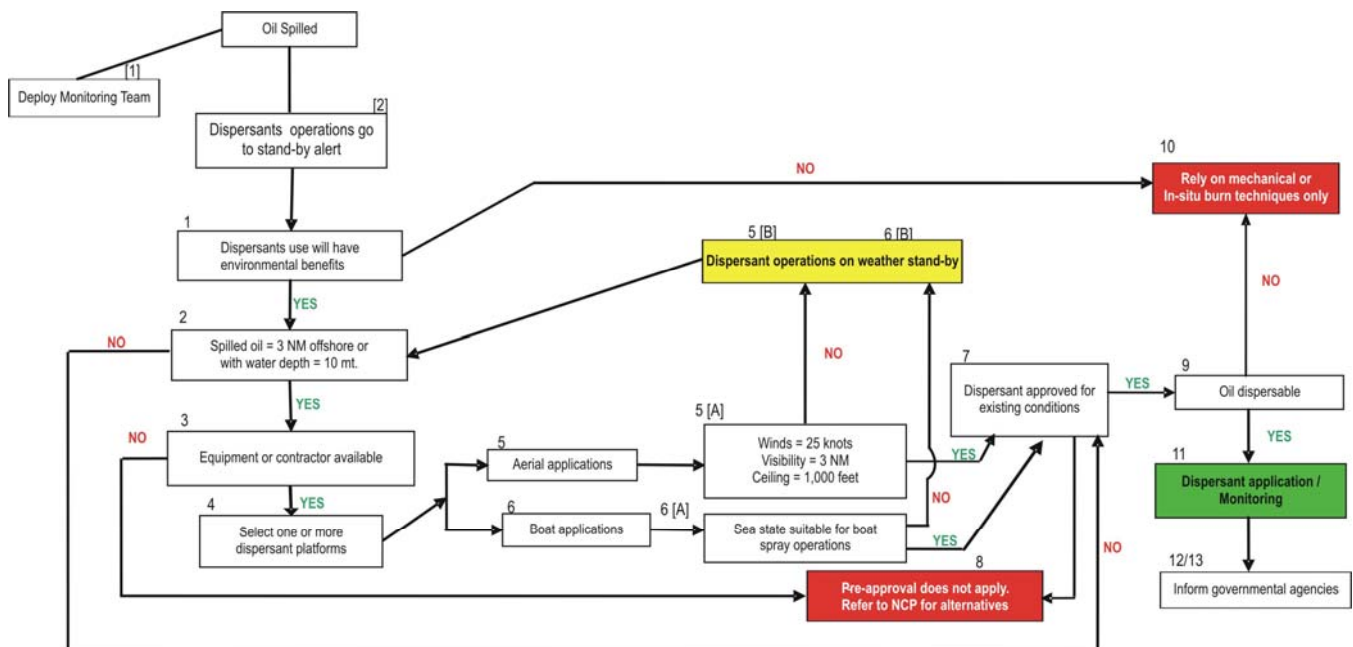 Oil Spilled
[1]
Deploy Monitoring Team
[2]
Dispersants operations go
to stand-by alert
10
NO
Rely on mechanical or
In-situ burn techniques only
1
Dispersants use will have
environmental benefits
5 [B]
6 [B]
Dispersant operations on weather stand-by
YES
NO
2
NO
Spilled oil = 3 NM offshore or
with water depth = 10 mt.
NO
7
Dispersant approved for
existing conditions
YES
9
Oil dispersable
YES
5 [A]
Winds = 25 knots
Visibility = 3 NM
Ceiling = 1,000 feet
YES
YES
3
NO
Equipment or contractor available
5
Aerial applications
11
Dispersant application /
Monitoring
YES
4
Select one or more
dispersant platforms
6
Boat applications
6 [A]
Sea state suitable for boat
spray operations
NO
YES
NO
8
Pre-approval does not apply.
Refer to NCP for alternatives
12/13
Inform governmental agencies